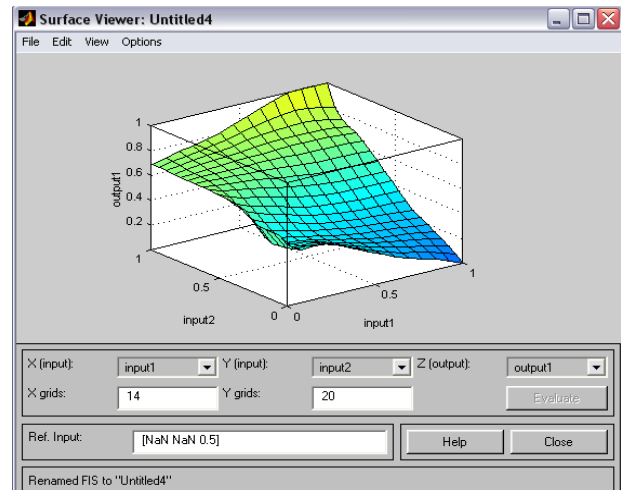 Surface Viewer: Untitled4
File Edit View Options
1
0.8
0.6
0.4
0.2
output1
1
0.5
0
input2
0
0.5
1
input1
X (input): input1 Y (input): input2 Z (output): output1
X grids: 14 Y grids: 20 Evaluate
Ref. Input: [NaN NaN 0.5] Help Close
Renamed FIS to "Untitled4"